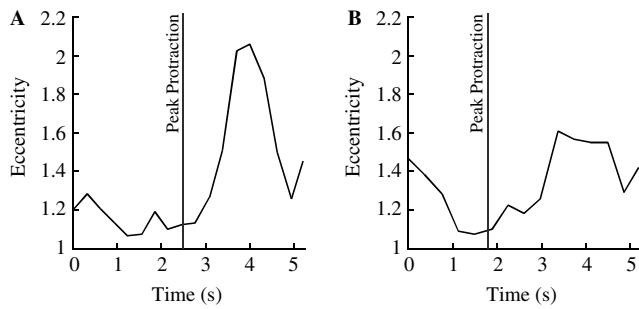 A
2.2
2
1.8
1.6
1.4
1.2
1
Eccentricity
Peak Protraction
0 1 2 3 4 5
Time (s)
B
2.2
2
1.8
1.6
1.4
1.2
1
Eccentricity
Peak Protraction
0 1 2 3 4 5
Time (s)